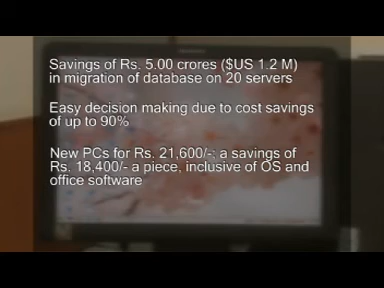 Savings of Rs. 5.00 crores ($US 1.2 M)
in migration of database on 20 servers
Easy decision making due to cost savings
of up to 90%
New PCs for Rs. 21,600/-; a savings of
Rs. 18,400/- a piece, inclusive of OS and
office software